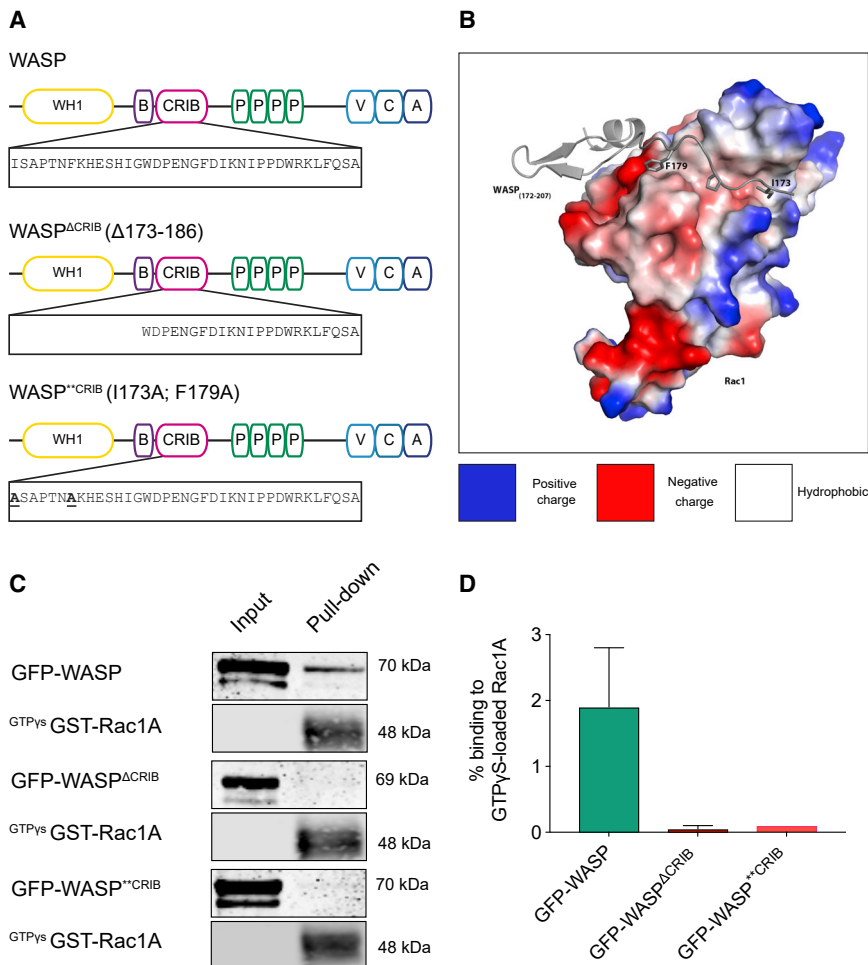 A
WASP
WH1 B CRIB P P P P V C A
ISAPTNFKHESHIGWDPENGFDIKNIPPDWRKLFQSA
WASPΔCRIB (Δ173-186)
WH1 B CRIB P P P P V C A
WDPENGFDIKNIPPDWRKLFQSA
WASP**CRIB (I173A; F179A)
WH1 B CRIB P P P P V C A
ASAPTNAKHESHIGWDPENGFDIKNIPPDWRKLFQSA
B
F179
I173
WASP(172-207)
Rac1
Positive
charge
Negative
charge
Hydrophobic
C
Input
Pull-down
GFP-WASP
70 kDa
GTPγs GST-Rac1A
48 kDa
GFP-WASPΔCRIB
69 kDa
GTPγs GST-Rac1A
48 kDa
GFP-WASP**CRIB
70 kDa
GTPγs GST-Rac1A
48 kDa
D
% binding to
GTPγS-loaded Rac1A
3
2
1
0
GFP-WASP
GFP-WASPΔCRIB
GFP-WASP**CRIB